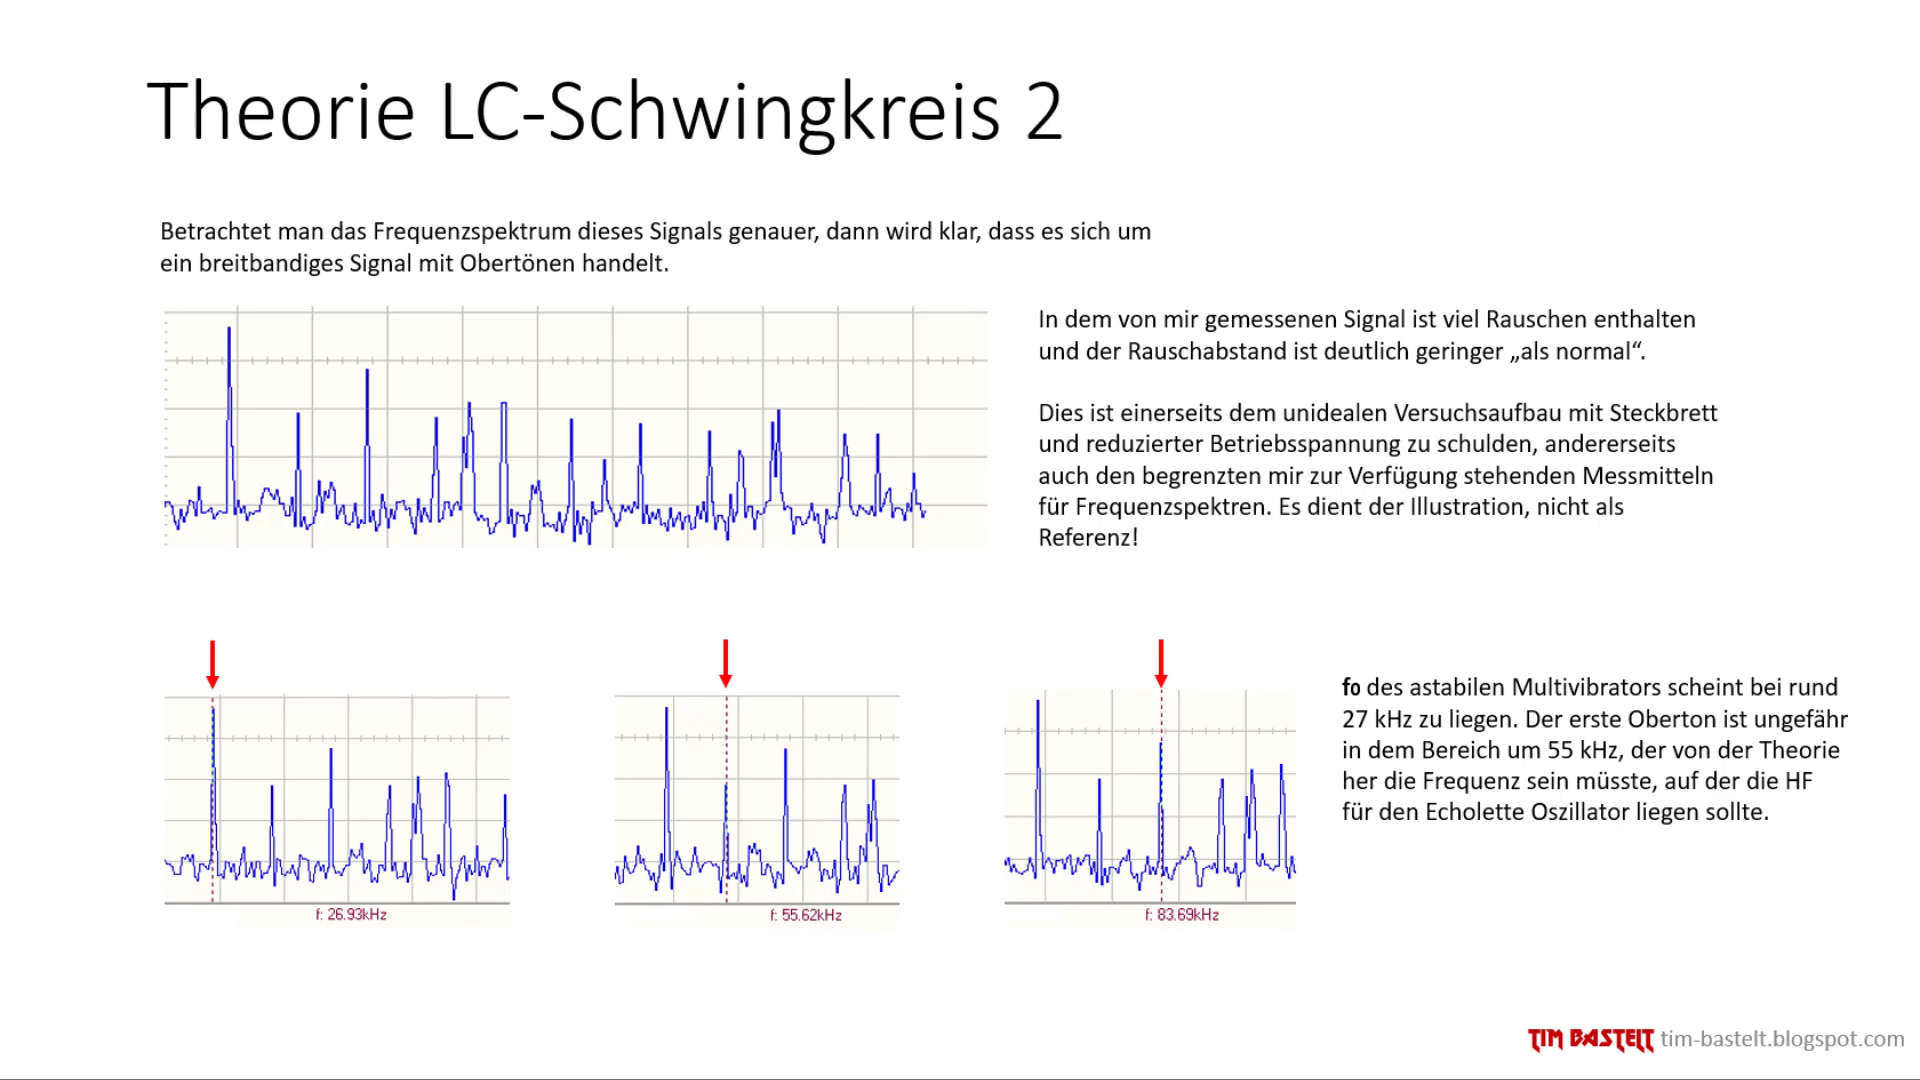 Theorie LC-Schwingkreis 2
Betrachtet man das Frequenzspektrum dieses Signals genauer, dann wird klar, dass es sich um
ein breitbandiges Signal mit Obertönen handelt.
In dem von mir gemessenen Signal ist viel Rauschen enthalten
und der Rauschabstand ist deutlich geringer „als normal“.
Dies ist einerseits dem unidealen Versuchsaufbau mit Steckbrett
und reduzierter Betriebsspannung zu schulden, andererseits
auch den begrenzten mir zur Verfügung stehenden Messmitteln
für Frequenzspektren. Es dient der Illustration, nicht als
Referenz!
f: 26.93kHz
f: 55.62kHz
f: 83.69kHz
f0 des astabilen Multivibrators scheint bei rund
27 kHz zu liegen. Der erste Oberton ist ungefähr
in dem Bereich um 55 kHz, der von der Theorie
her die Frequenz sein müsste, auf der die HF
für den Echolette Oszillator liegen sollte.
TIM BASTELT tim-bastelt.blogspot.com